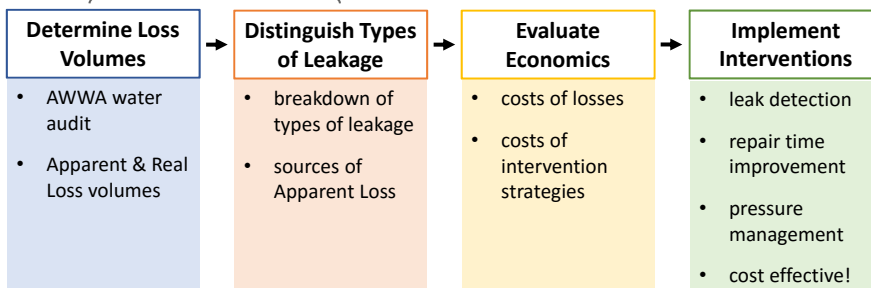 Determine Loss
Volumes
• AWWA water
audit
• Apparent & Real
Loss volumes
Distinguish Types
of Leakage
• breakdown of
types of leakage
• sources of
Apparent Loss
Evaluate
Economics
• costs of losses
• costs of
intervention
strategies
Implement
Interventions
• leak detection
• repair time
improvement
• pressure
management
• cost effective!